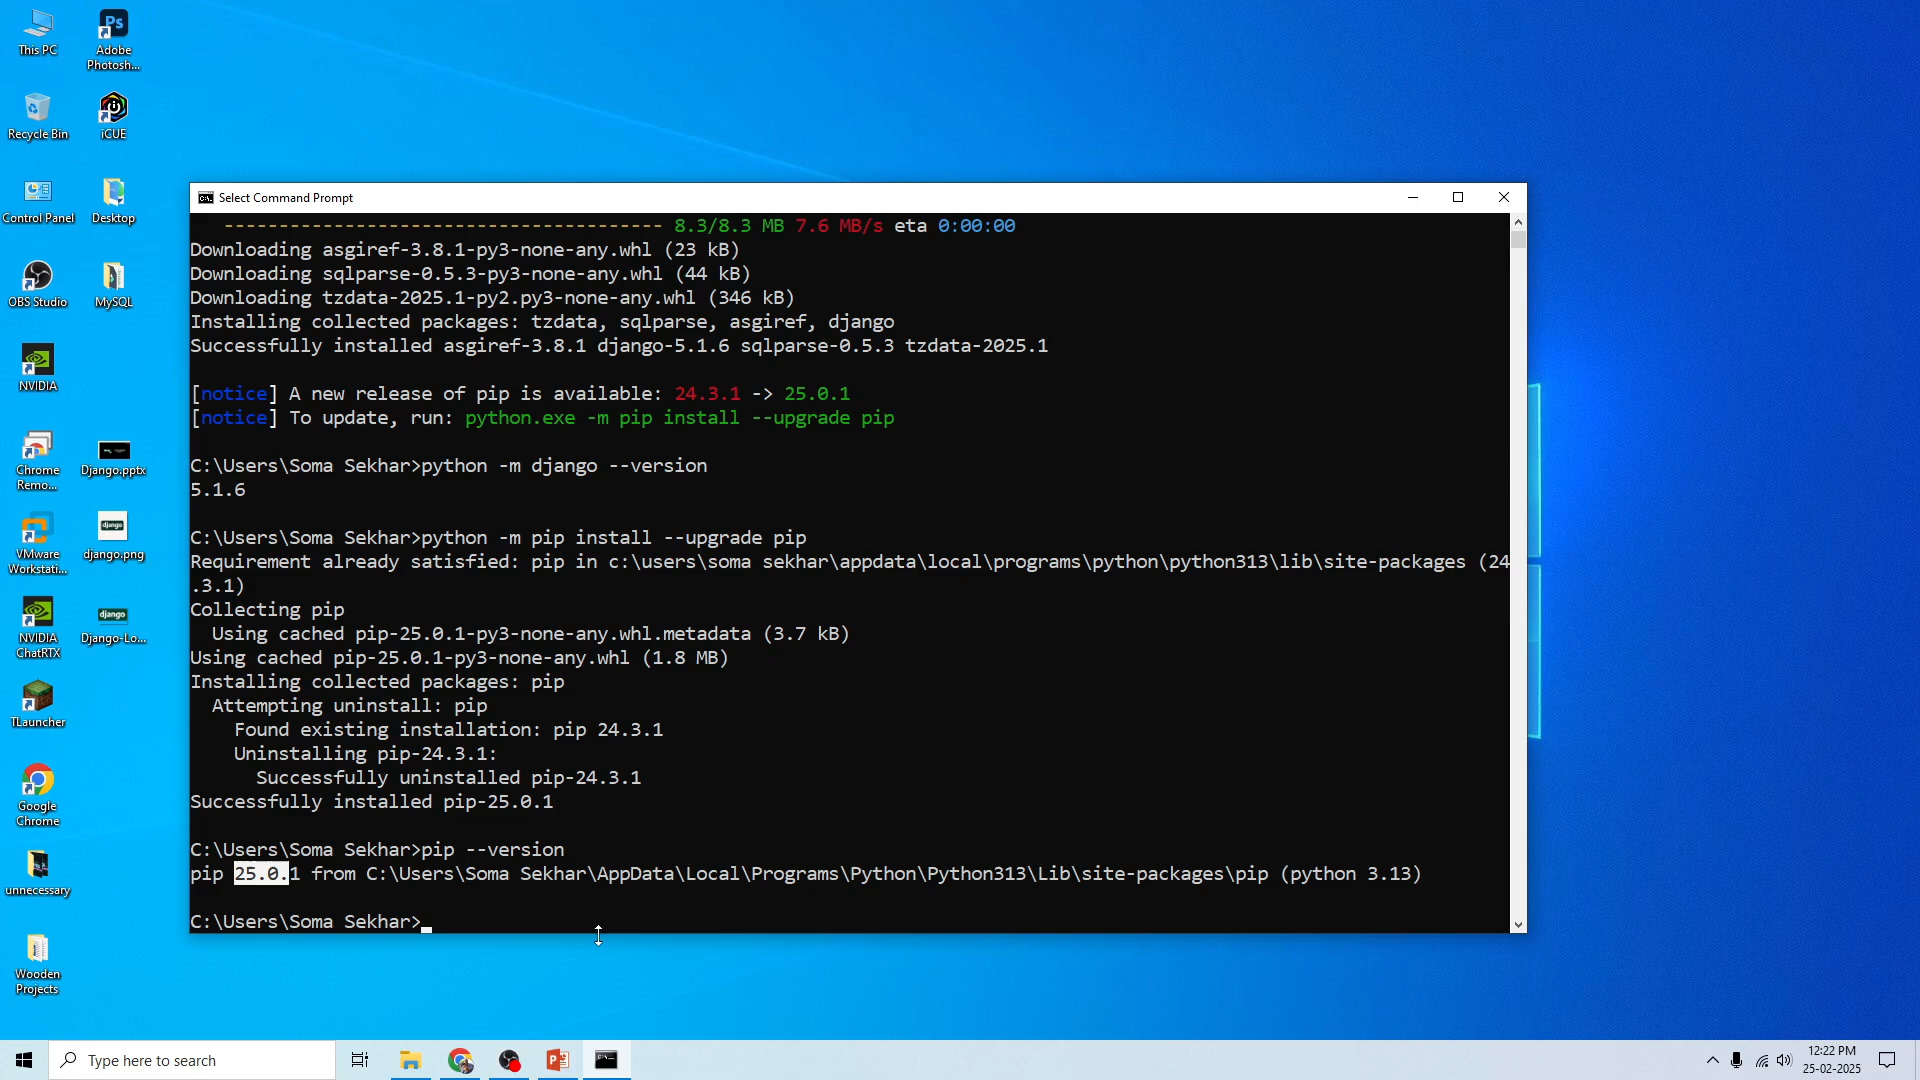 This PC
Adobe
Photosh...
Recycle Bin
iCUE
Control Panel
Desktop
OBS Studio
MySQL
NVIDIA
Chrome
Remo...
Django.pptx
VMware
Workstati...
django.png
NVIDIA
ChatRTX
Django-Lo...
TLauncher
Google
Chrome
unnecessary
Wooden
Projects
Select Command Prompt
---------------------------------------- 8.3/8.3 MB 7.6 MB/s eta 0:00:00
Downloading asgiref-3.8.1-py3-none-any.whl (23 kB)
Downloading sqlparse-0.5.3-py3-none-any.whl (44 kB)
Downloading tzdata-2025.1-py2.py3-none-any.whl (346 kB)
Installing collected packages: tzdata, sqlparse, asgiref, django
Successfully installed asgiref-3.8.1 django-5.1.6 sqlparse-0.5.3 tzdata-2025.1
[notice] A new release of pip is available: 24.3.1 -> 25.0.1
[notice] To update, run: python.exe -m pip install --upgrade pip
C:\Users\Soma Sekhar>python -m django --version
5.1.6
C:\Users\Soma Sekhar>python -m pip install --upgrade pip
Requirement already satisfied: pip in c:\users\soma sekhar\appdata\local\programs\python\python313\lib\site-packages (24
.3.1)
Collecting pip
Using cached pip-25.0.1-py3-none-any.whl.metadata (3.7 kB)
Using cached pip-25.0.1-py3-none-any.whl (1.8 MB)
Installing collected packages: pip
Attempting uninstall: pip
Found existing installation: pip 24.3.1
Uninstalling pip-24.3.1:
Successfully uninstalled pip-24.3.1
Successfully installed pip-25.0.1
C:\Users\Soma Sekhar>pip --version
pip 25.0.1 from C:\Users\Soma Sekhar\AppData\Local\Programs\Python\Python313\Lib\site-packages\pip (python 3.13)
C:\Users\Soma Sekhar>
Type here to search
12:22 PM
25-02-2025